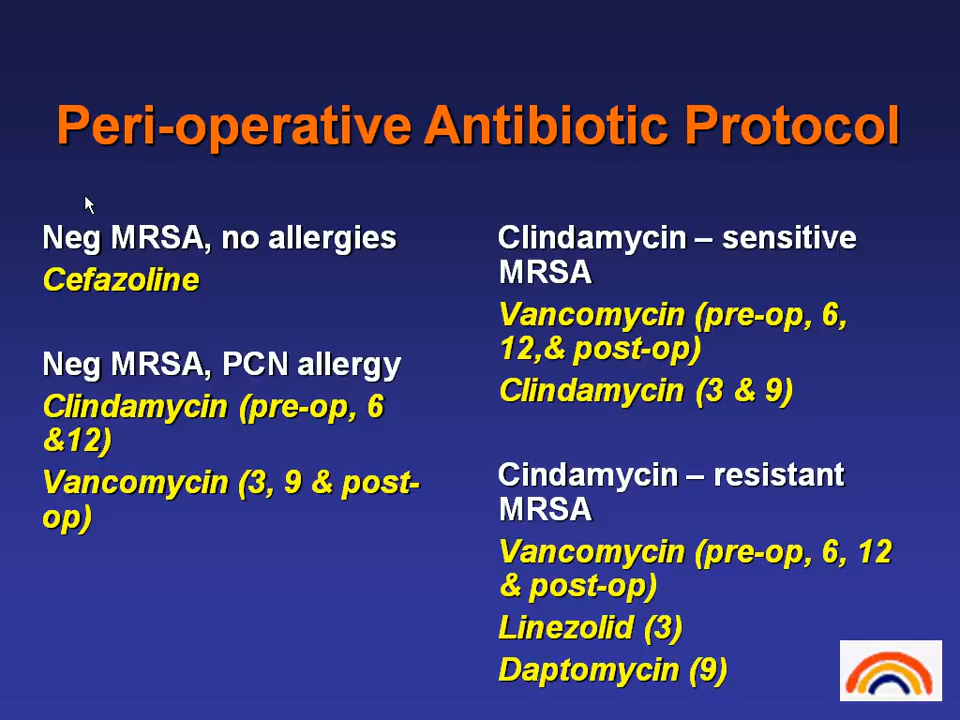 Peri-operative Antibiotic Protocol
Neg MRSA, no allergies
Cefazoline
Neg MRSA, PCN allergy
Clindamycin (pre-op, 6
&12)
Vancomycin (3, 9 & post-
op)
Clindamycin – sensitive
MRSA
Vancomycin (pre-op, 6,
12,& post-op)
Clindamycin (3 & 9)
Cindamycin – resistant
MRSA
Vancomycin (pre-op, 6, 12
& post-op)
Linezolid (3)
Daptomycin (9)